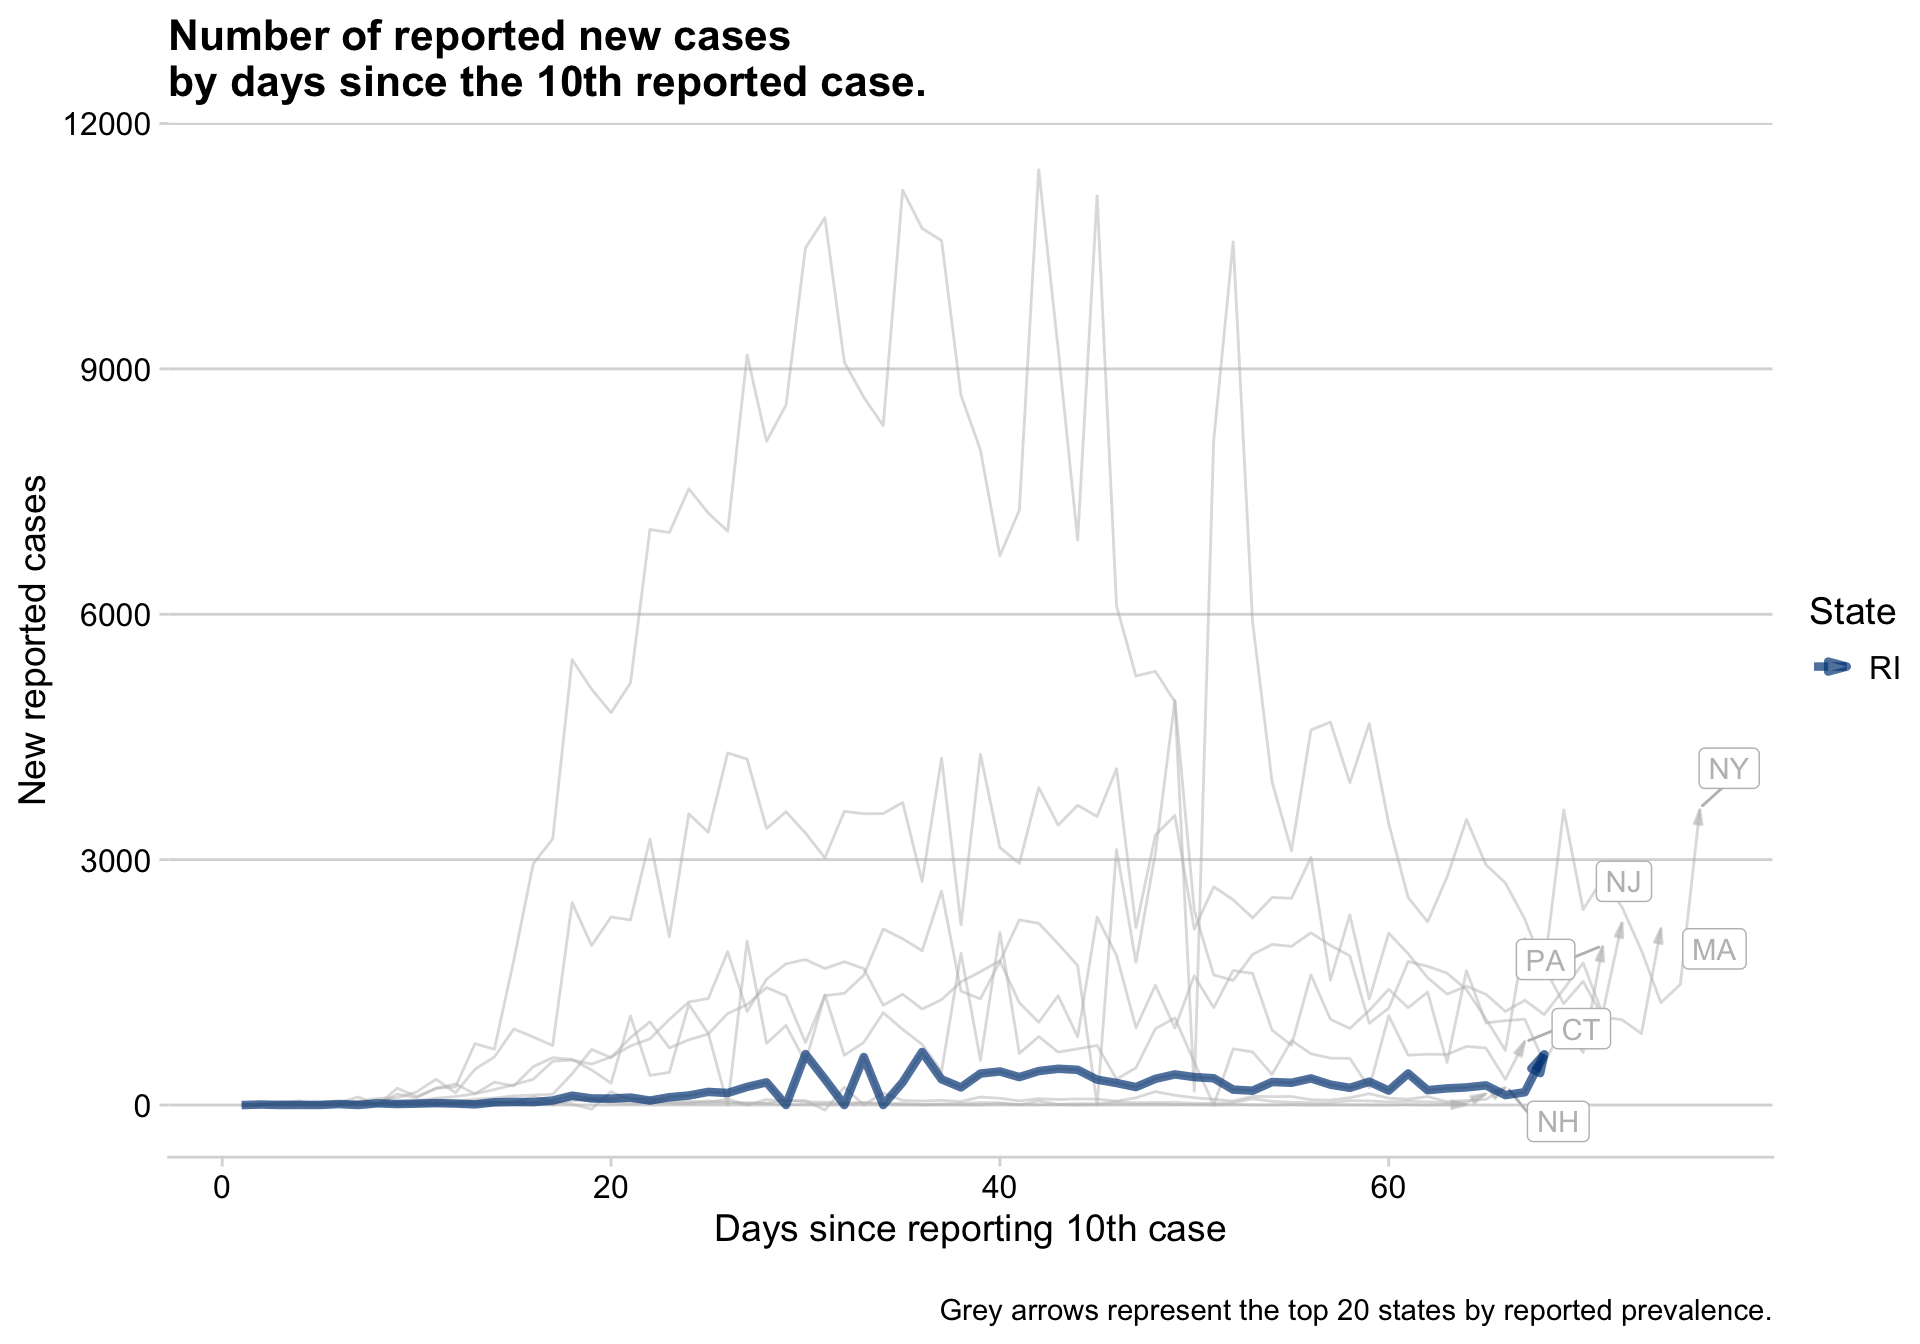 Number of reported new cases
by days since the 10th reported case.
12000
9000
6000
3000
0
New reported cases
0
20
40
60
Days since reporting 10th case
State
RI
NY
NJ
PA
MA
CT
NH
Grey arrows represent the top 20 states by reported prevalence.